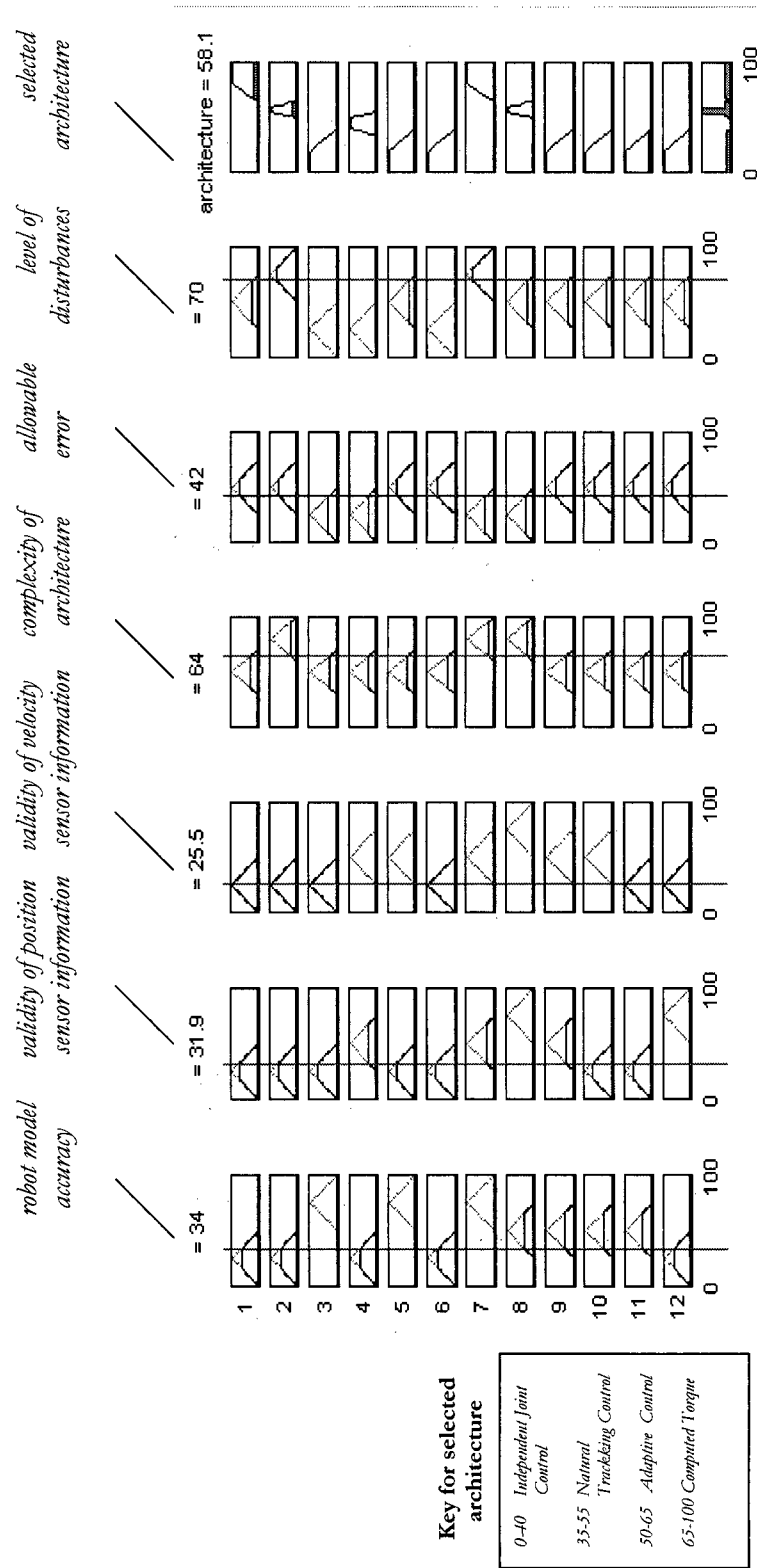 robot model
accuracy
validity of position
sensor information
validity of velocity
sensor information
complexity of
architecture
allowable
error
level of
disturbances
selected
architecture
= 34
= 31.9
= 25.5
= 64
= 42
= 70
architecture = 58.1
1
2
3
4
5
6
7
8
9
10
11
12
0 100
0 100
0 100
0 100
0 100
0 100
0 100
Key for selected
architecture
0-40 Independent Joint
Control
35-55 Natural
Trackking Control
50-65 Adaptive Control
65-100 Computed Torque